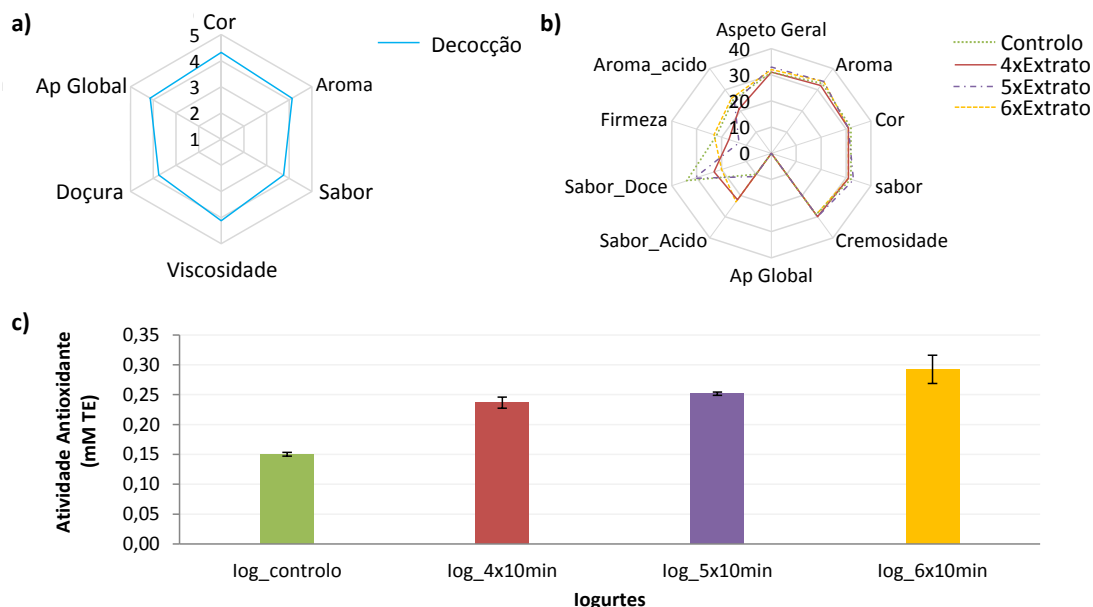 a)
Cor
5
4
3
2
1
Decocção
Ap Global
Aroma
Doçura
Sabor
Viscosidade
b)
Aspeto Geral
40
30
20
10
0
Aroma_acido
Aroma
Firmeza
Cor
Sabor_Doce
sabor
Sabor_Acido
Cremosidade
Ap Global
Controlo
4xExtrato
5xExtrato
6xExtrato
c)
Atividade Antioxidante
(mM TE)
0,35
0,30
0,25
0,20
0,15
0,10
0,05
0,00
Iog_controlo
Iog_4x10min
Iog_5x10min
Iog_6x10min
Iogurtes